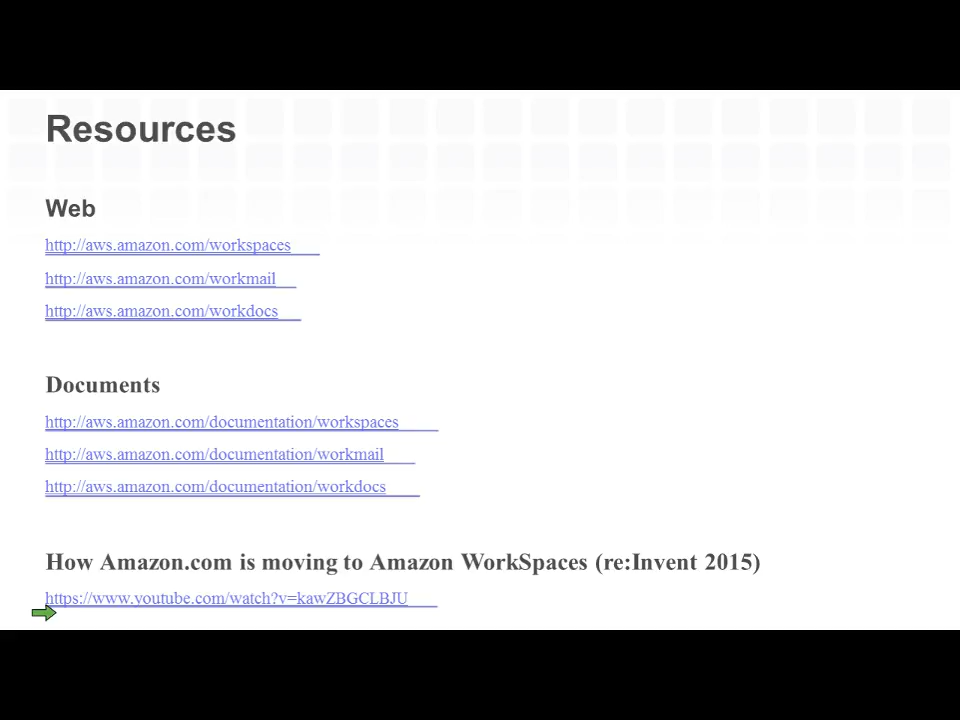 Resources
Web
http://aws.amazon.com/workspaces
http://aws.amazon.com/workmail
http://aws.amazon.com/workdocs
Documents
http://aws.amazon.com/documentation/workspaces
http://aws.amazon.com/documentation/workmail
http://aws.amazon.com/documentation/workdocs
How Amazon.com is moving to Amazon WorkSpaces (re:Invent 2015)
https://www.youtube.com/watch?v=kawZBGCLBJU